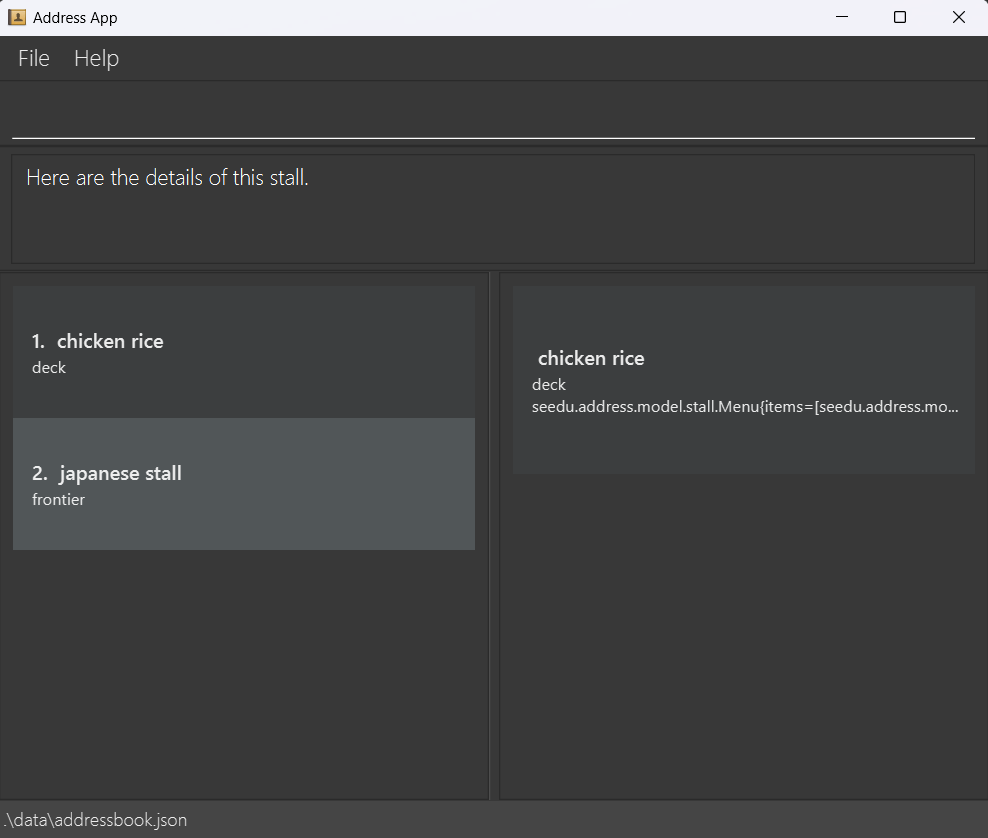 Address App
File Help
Here are the details of this stall.
1. chicken rice
deck
2. japanese stall
frontier
chicken rice
deck
seedu.address.model.stall.Menu{items=[seedu.address.mo...
.\data\addressbook.json